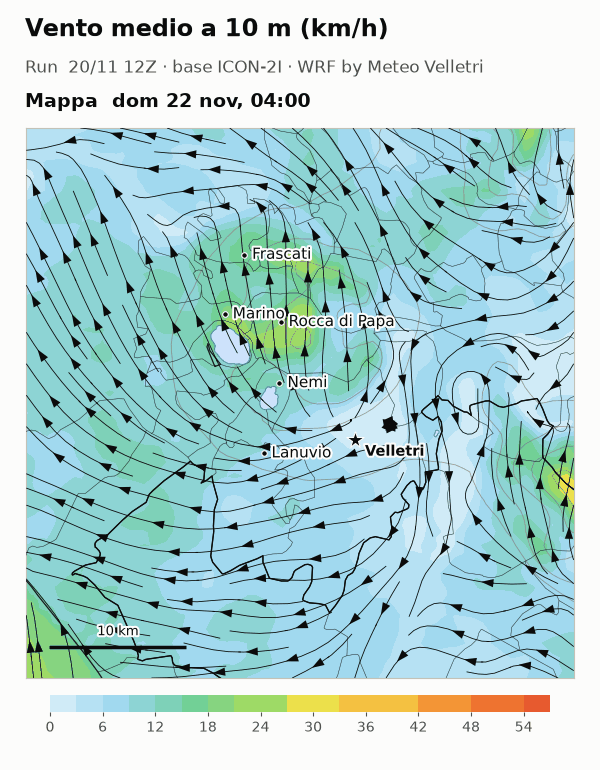 Vento medio a 10 m (km/h)
Run  20/11 12Z · base ICON-2I · WRF by Meteo Velletri
Mappa  dom 22 nov, 04:00
Frascati
Marino
Rocca di Papa
Nemi
Lanuvio
Velletri
10 km
0 6 12 18 24 30 36 42 48 54